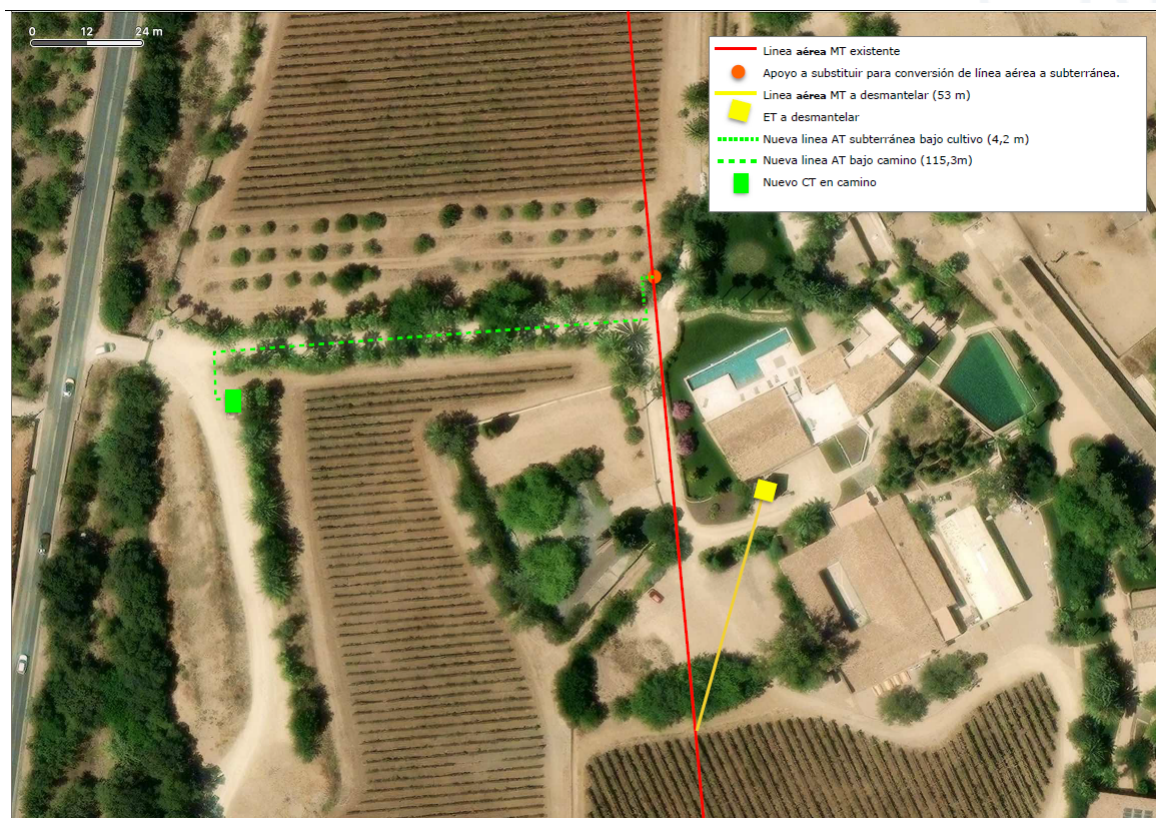 0 12 24 m
Linea aérea MT existente
Apoyo a substituir para conversión de línea aérea a subterránea.
Linea aérea MT a desmantelar (53 m)
ET a desmantelar
Nueva linea AT subterránea bajo cultivo (4,2 m)
Nueva linea AT bajo camino (115,3m)
Nuevo CT en camino